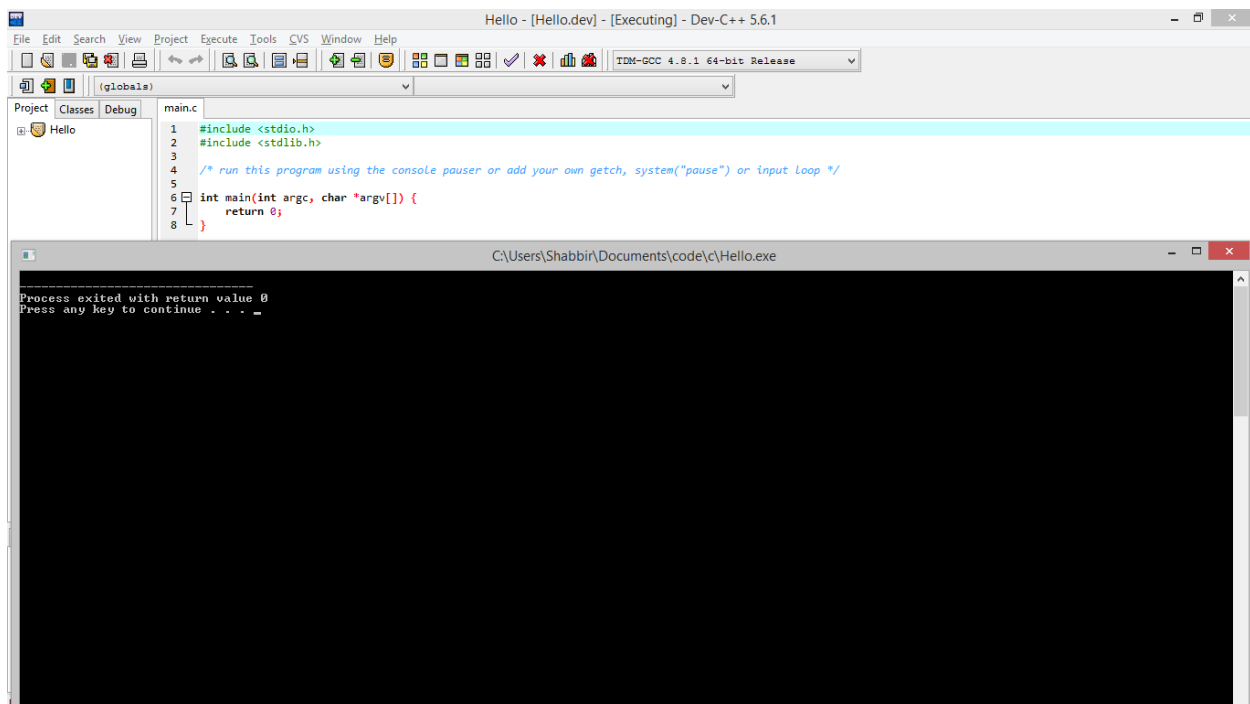 Hello - [Hello.dev] - [Executing] - Dev-C++ 5.6.1
File Edit Search View Project Execute Tools CVS Window Help
TDM-GCC 4.8.1 64-bit Release
(globals)
Project Classes Debug main.c
Hello
1 #include <stdio.h>
2 #include <stdlib.h>
3
4 /* run this program using the console pauser or add your own getch, system("pause") or input loop */
5
6 int main(int argc, char *argv[]) {
7 return 0;
8 }
C:\Users\Shabbir\Documents\code\c\Hello.exe
--------------------------------
Process exited with return value 0
Press any key to continue . . . _